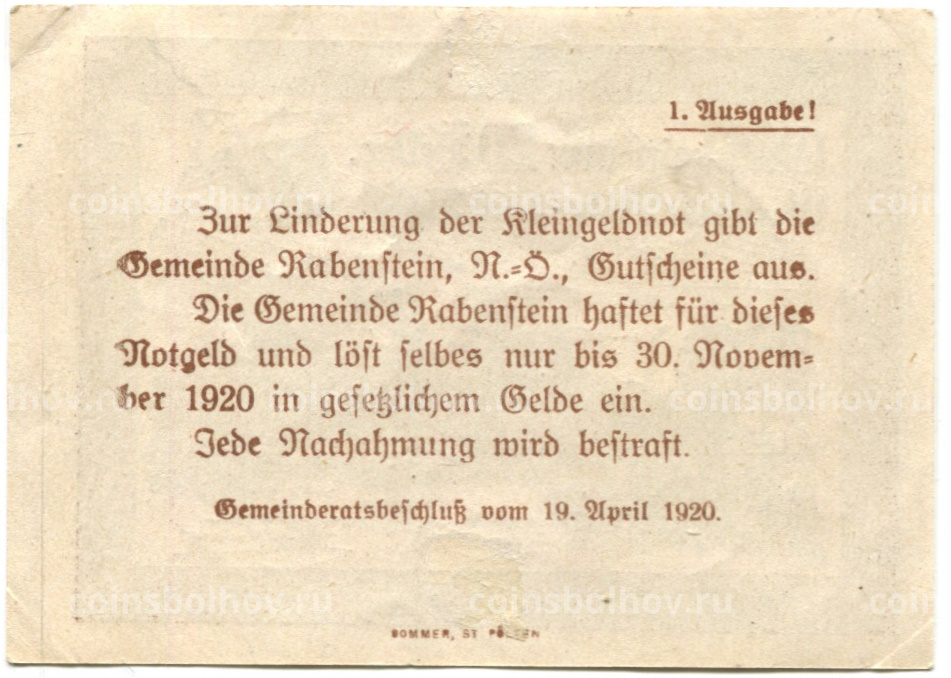 1. Ausgabe!
Zur Linderung der Kleingeldnot gibt die
Gemeinde Rabenstein, N.=Ö., Gutscheine aus.
Die Gemeinde Rabenstein haftet für dieses
Notgeld und löst selbes nur bis 30. Novem=
ber 1920 in gesetzlichem Gelde ein.
Jede Nachahmung wird bestraft.
Gemeinderatsbeschluß vom 19. April 1920.
SOMMER, ST
coinsbolhov.ru